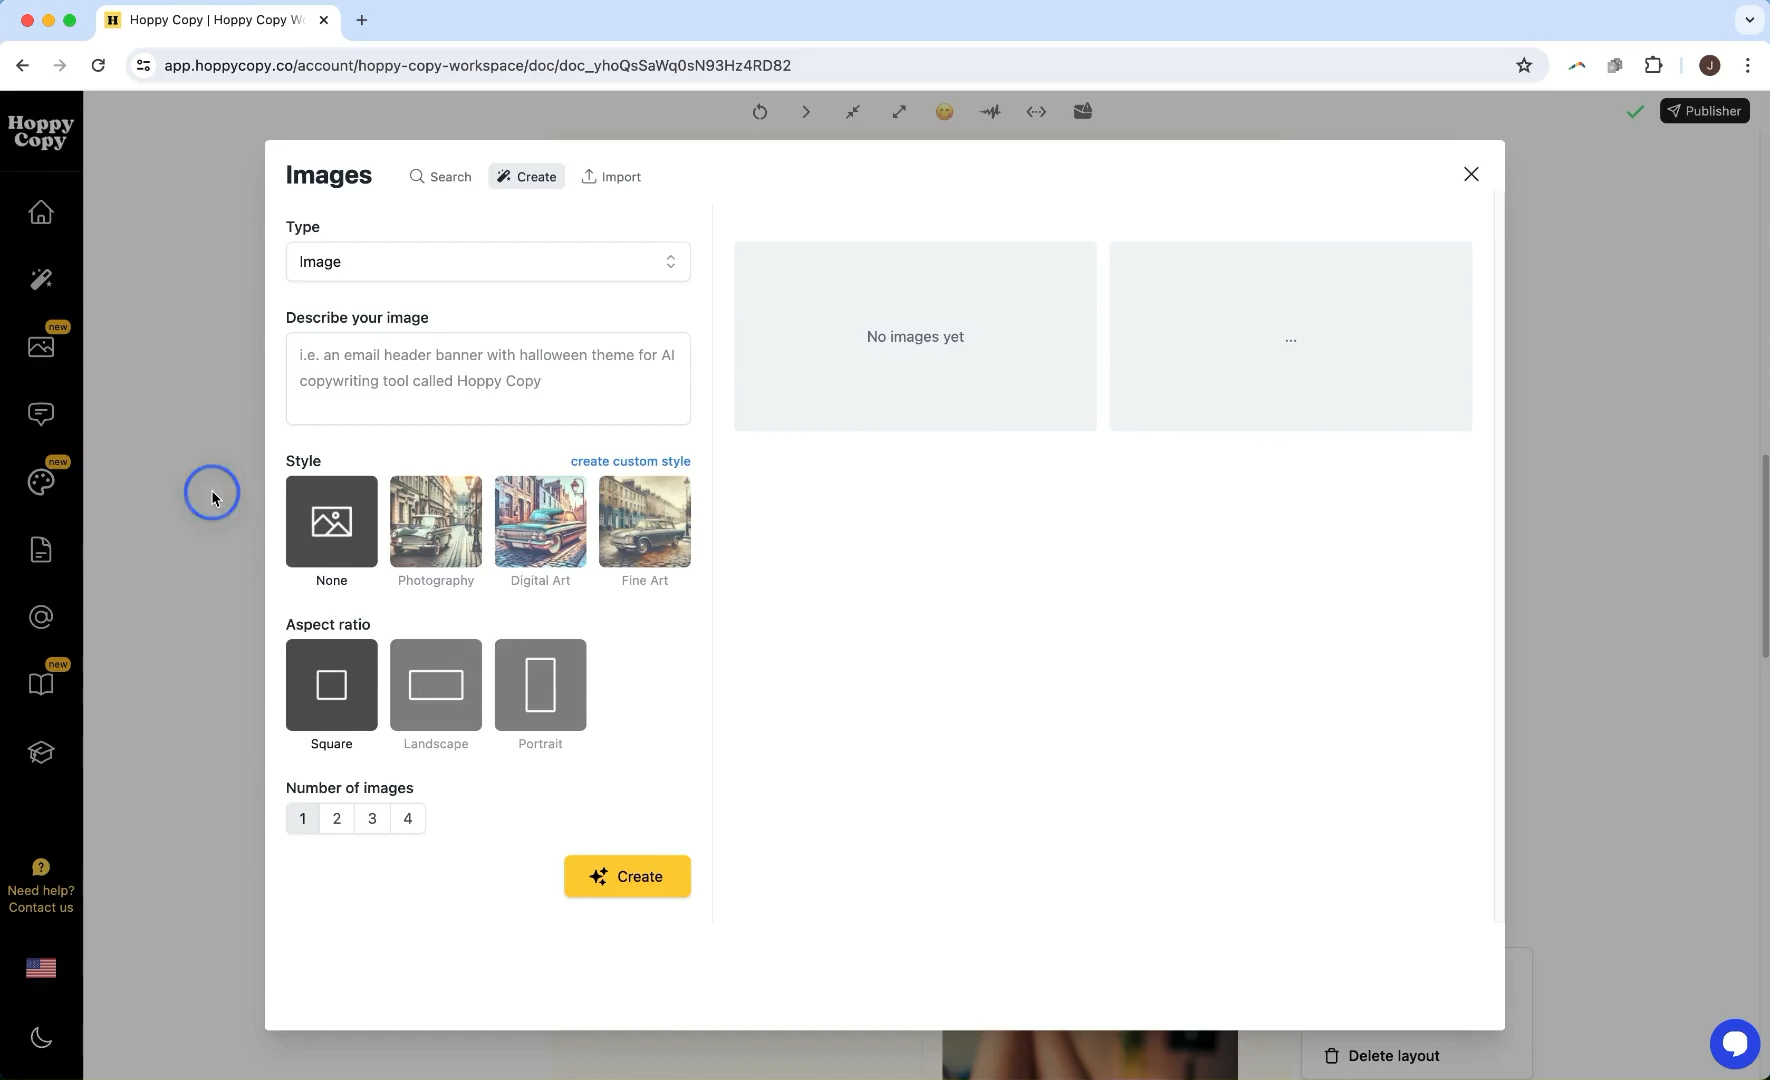 Hoppy Copy | Hoppy Copy Wo
app.hoppycopy.co/account/hoppy-copy-workspace/doc/doc_yhoQsSaWq0sN93Hz4RD82
J
Hoppy
Copy
Publisher
Images
Search
Create
Import
Type
Image
No images yet
...
Describe your image
i.e. an email header banner with halloween theme for AI
copywriting tool called Hoppy Copy
new
Style
create custom style
new
None
Photography
Digital Art
Fine Art
Aspect ratio
new
Square
Landscape
Portrait
Number of images
1 2 3 4
Create
Need help?
Contact us
Delete layout